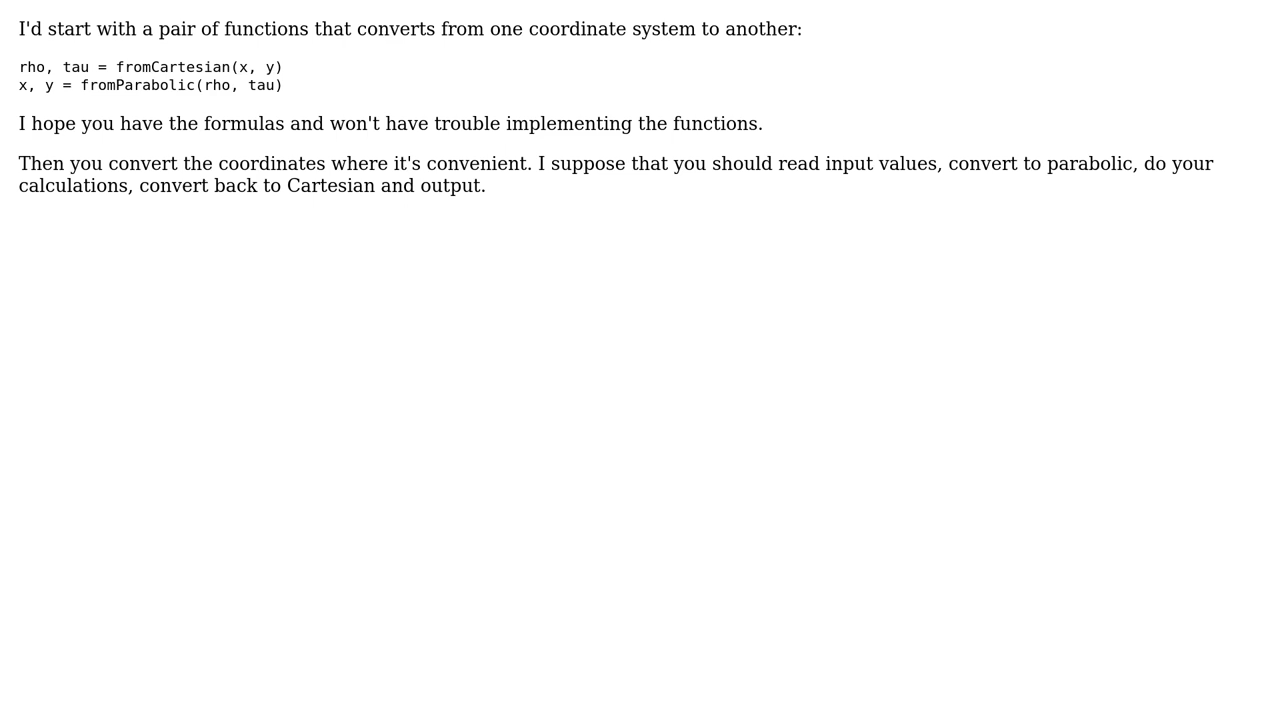 I'd start with a pair of functions that converts from one coordinate system to another:
rho, tau = fromCartesian(x, y)
x, y = fromParabolic(rho, tau)
I hope you have the formulas and won't have trouble implementing the functions.
Then you convert the coordinates where it's convenient. I suppose that you should read input values, convert to parabolic, do your
calculations, convert back to Cartesian and output.